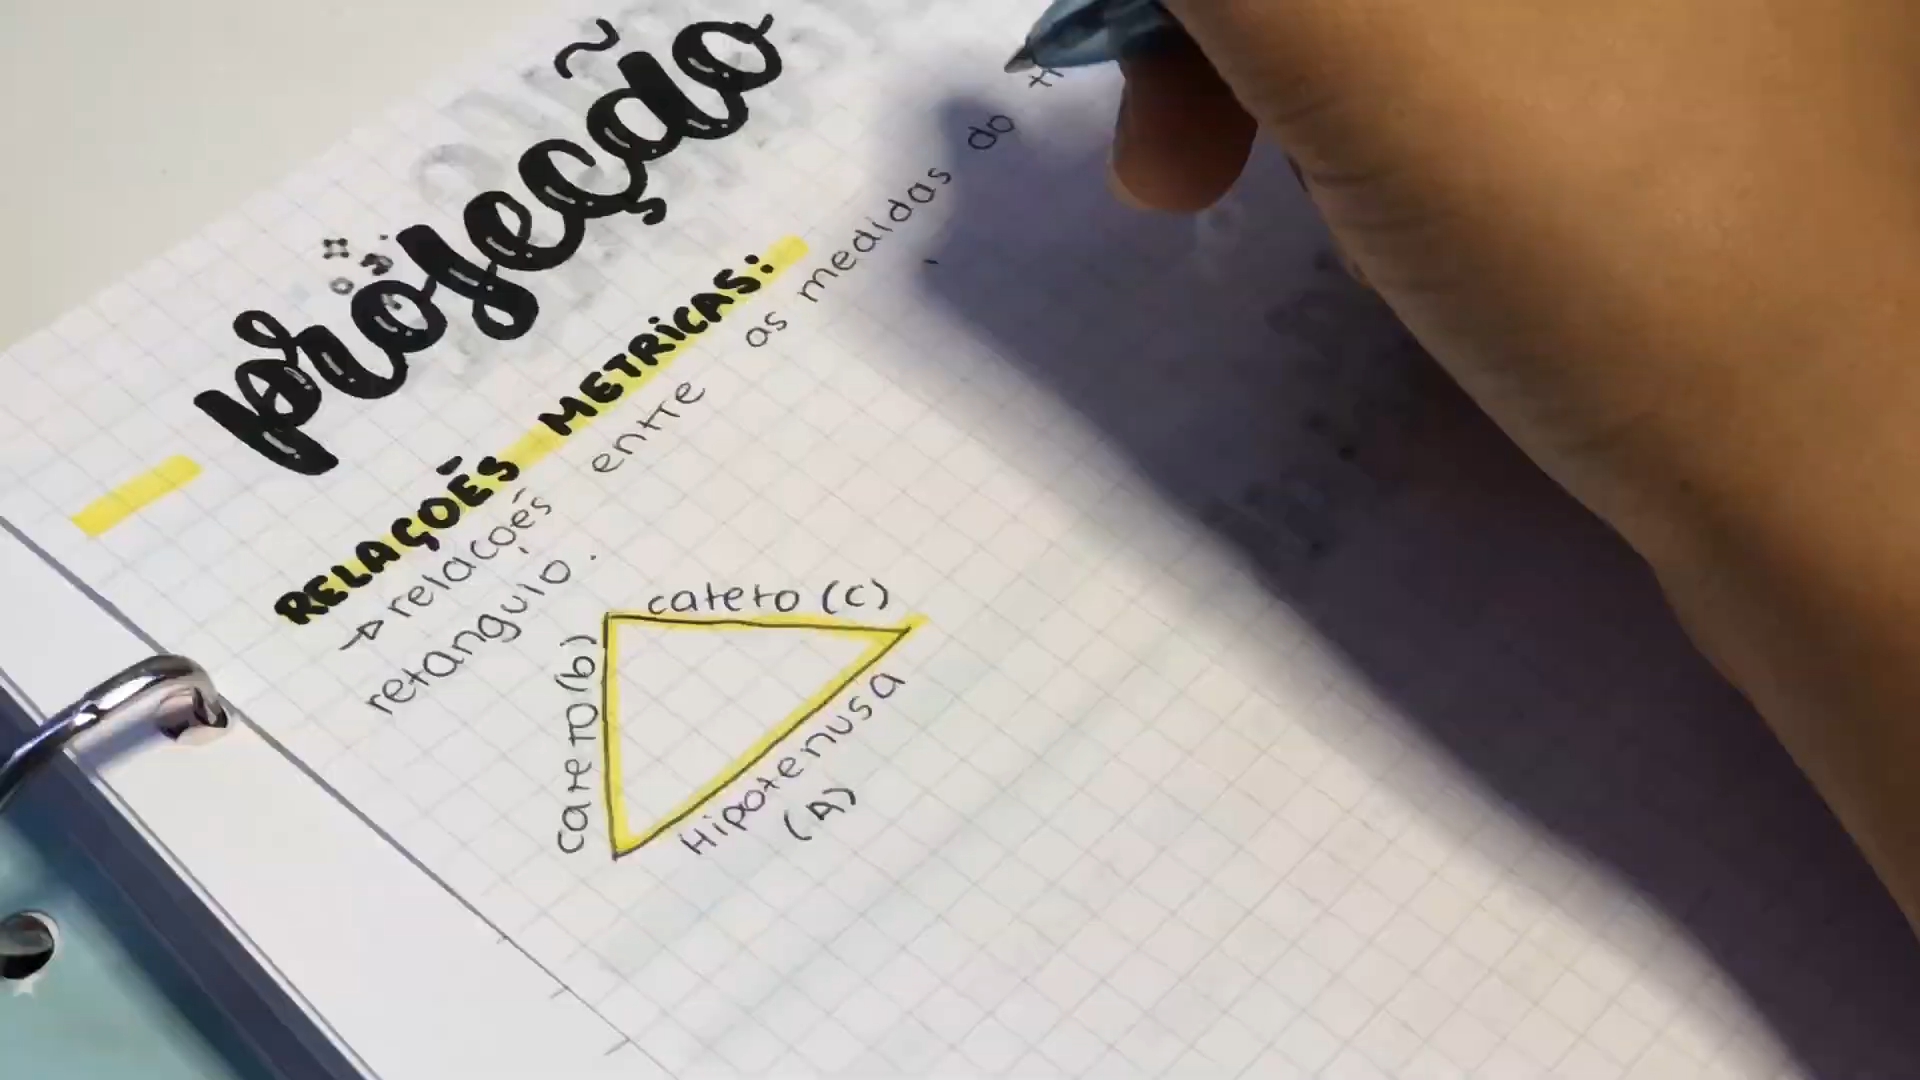 projeção
RELAÇÕES METRICAS:
→ relações entre as medidas do
retangulo.
cateto (c)
cateto (b)
Hipotenusa
(A)